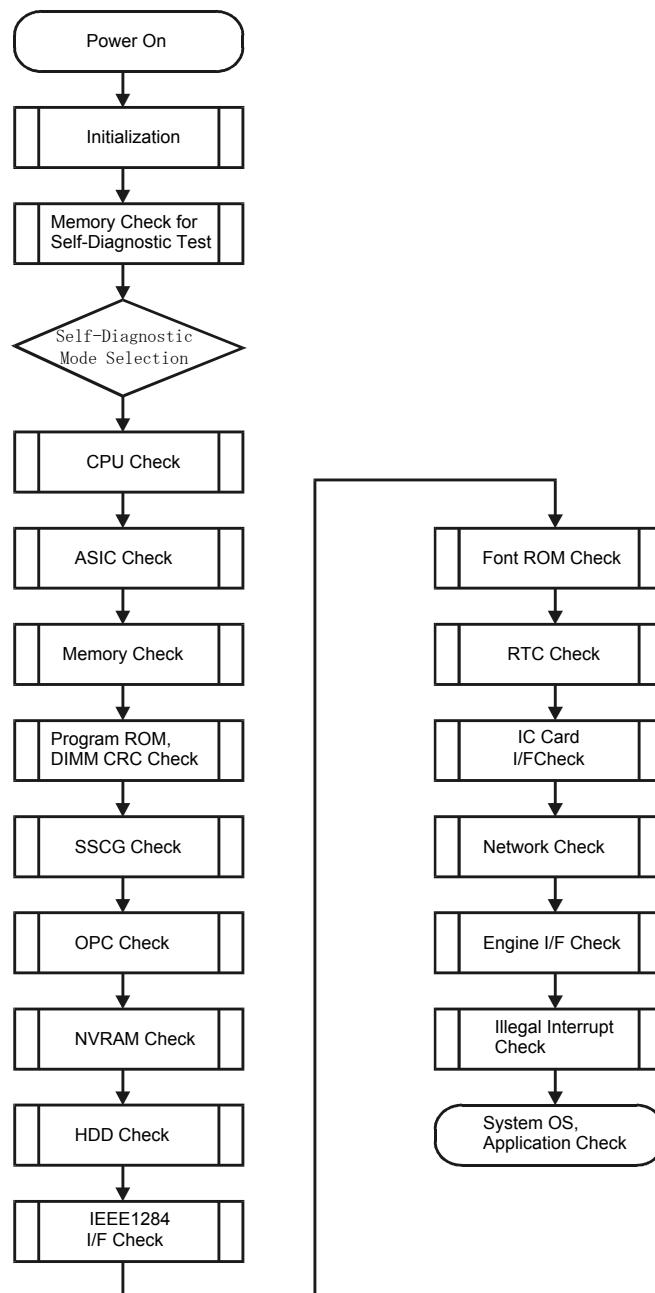 Power On
Initialization
Memory Check for
Self-Diagnostic Test
Self-Diagnostic
Mode Selection
CPU Check
ASIC Check
Memory Check
Program ROM,
DIMM CRC Check
SSCG Check
OPC Check
NVRAM Check
HDD Check
IEEE1284
I/F Check
Font ROM Check
RTC Check
IC Card
I/FCheck
Network Check
Engine I/F Check
Illegal Interrupt
Check
System OS,
Application Check